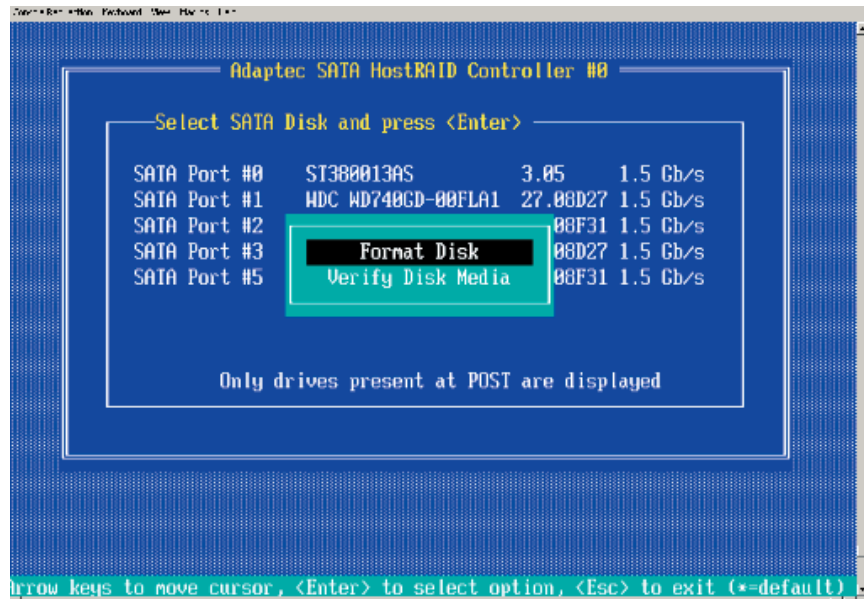 Keyboard View Macros
Adaptec SATA HostRAID Controller #0
Select SATA Disk and press <Enter>
SATA Port #0 ST380013AS 3.05 1.5 Gb/s
SATA Port #1 WDC WD740GD-00FLA1 27.08D27 1.5 Gb/s
SATA Port #2 08F31 1.5 Gb/s
SATA Port #3 08D27 1.5 Gb/s
SATA Port #5 08F31 1.5 Gb/s
Format Disk
Verify Disk Media
Only drives present at POST are displayed
Arrow keys to move cursor, <Enter> to select option, <Esc> to exit (*=default)